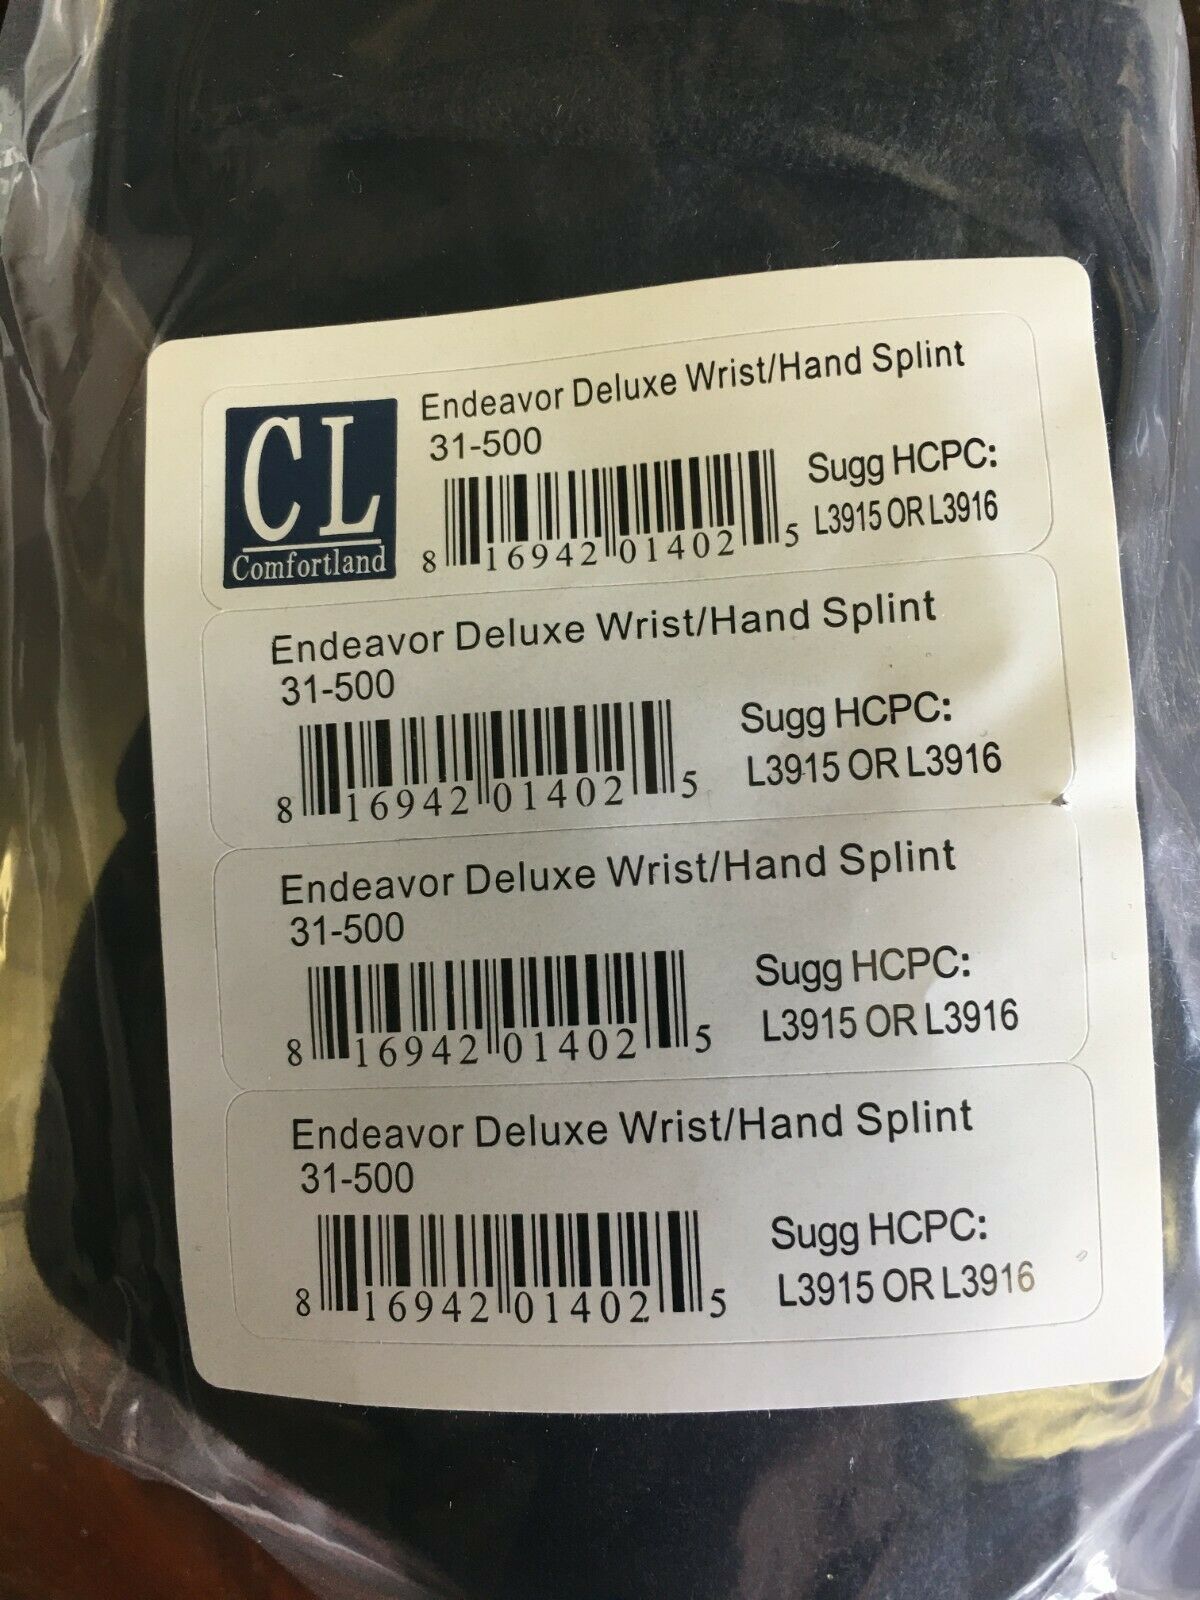 CL
Comfortland
Endeavor Deluxe Wrist/Hand Splint
31-500
Sugg HCPC:
L3915 OR L3916
8 16942 01402 5
Endeavor Deluxe Wrist/Hand Splint
31-500
Sugg HCPC:
L3915 OR L3916
8 16942 01402 5
Endeavor Deluxe Wrist/Hand Splint
31-500
Sugg HCPC:
L3915 OR L3916
8 16942 01402 5
Endeavor Deluxe Wrist/Hand Splint
31-500
Sugg HCPC:
L3915 OR L3916
8 16942 01402 5